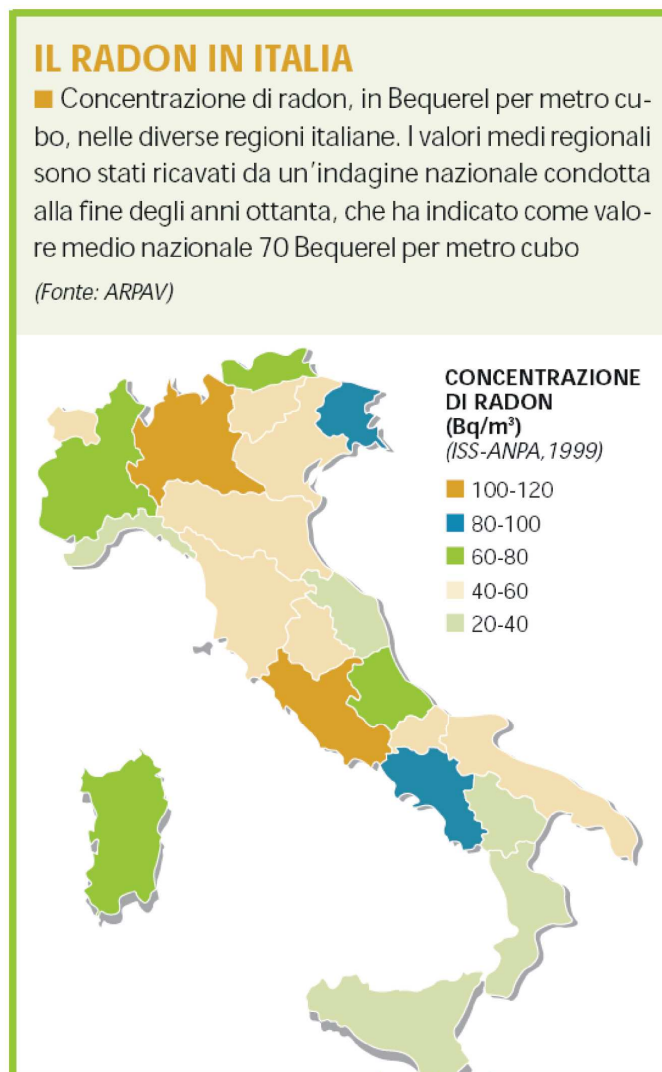 IL RADON IN ITALIA
■ Concentrazione di radon, in Bequerel per metro cu-
bo, nelle diverse regioni italiane. I valori medi regionali
sono stati ricavati da un'indagine nazionale condotta
alla fine degli anni ottanta, che ha indicato come valo-
re medio nazionale 70 Bequerel per metro cubo
(Fonte: ARPAV)
CONCENTRAZIONE
DI RADON
(Bq/m³)
(ISS-ANPA, 1999)
100-120
80-100
60-80
40-60
20-40